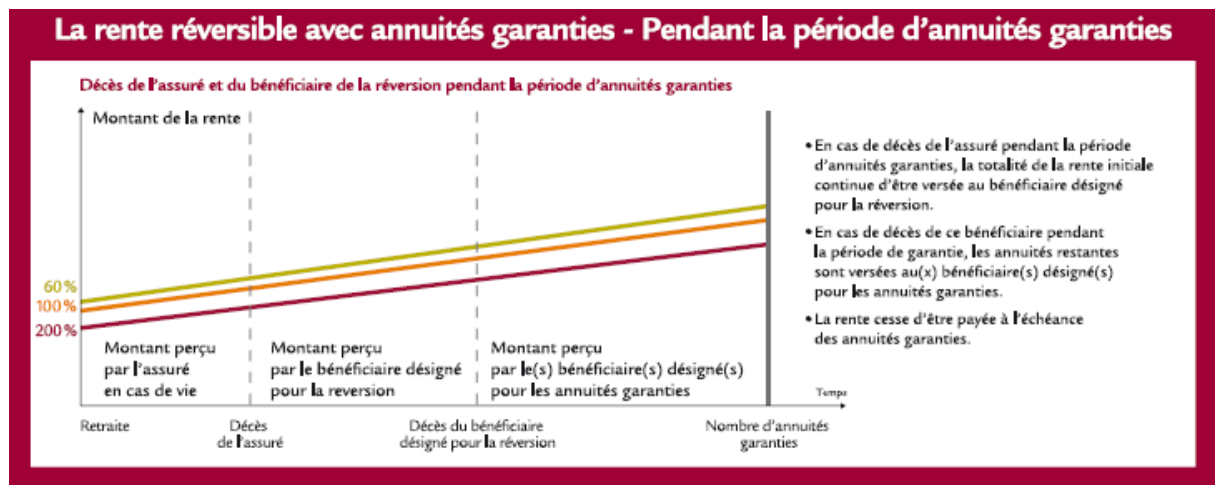 La rente réversible avec annuités garanties - Pendant la période d'annuités garanties
Décès de l'assuré et du bénéficiaire de la réversion pendant la période d'annuités garanties
Montant de la rente
60 %
100 %
200 %
Montant perçu
par l'assuré
en cas de vie
Montant perçu
par le bénéficiaire désigné
pour la reversion
Montant perçu
par le(s) bénéficiaire(s) désigné(s)
pour les annuités garanties
Temps
Retraite
Décès
de l'assuré
Décès du bénéficiaire
désigné pour la réversion
Nombre d'annuités
garanties
• En cas de décès de l'assuré pendant la période
d'annuités garanties, la totalité de la rente initiale
continue d'être versée au bénéficiaire désigné
pour la réversion.
• En cas de décès de ce bénéficiaire pendant
la période de garantie, les annuités restantes
sont versées au(x) bénéficiaire(s) désigné(s)
pour les annuités garanties.
• La rente cesse d'être payée à l'échéance
des annuités garanties.